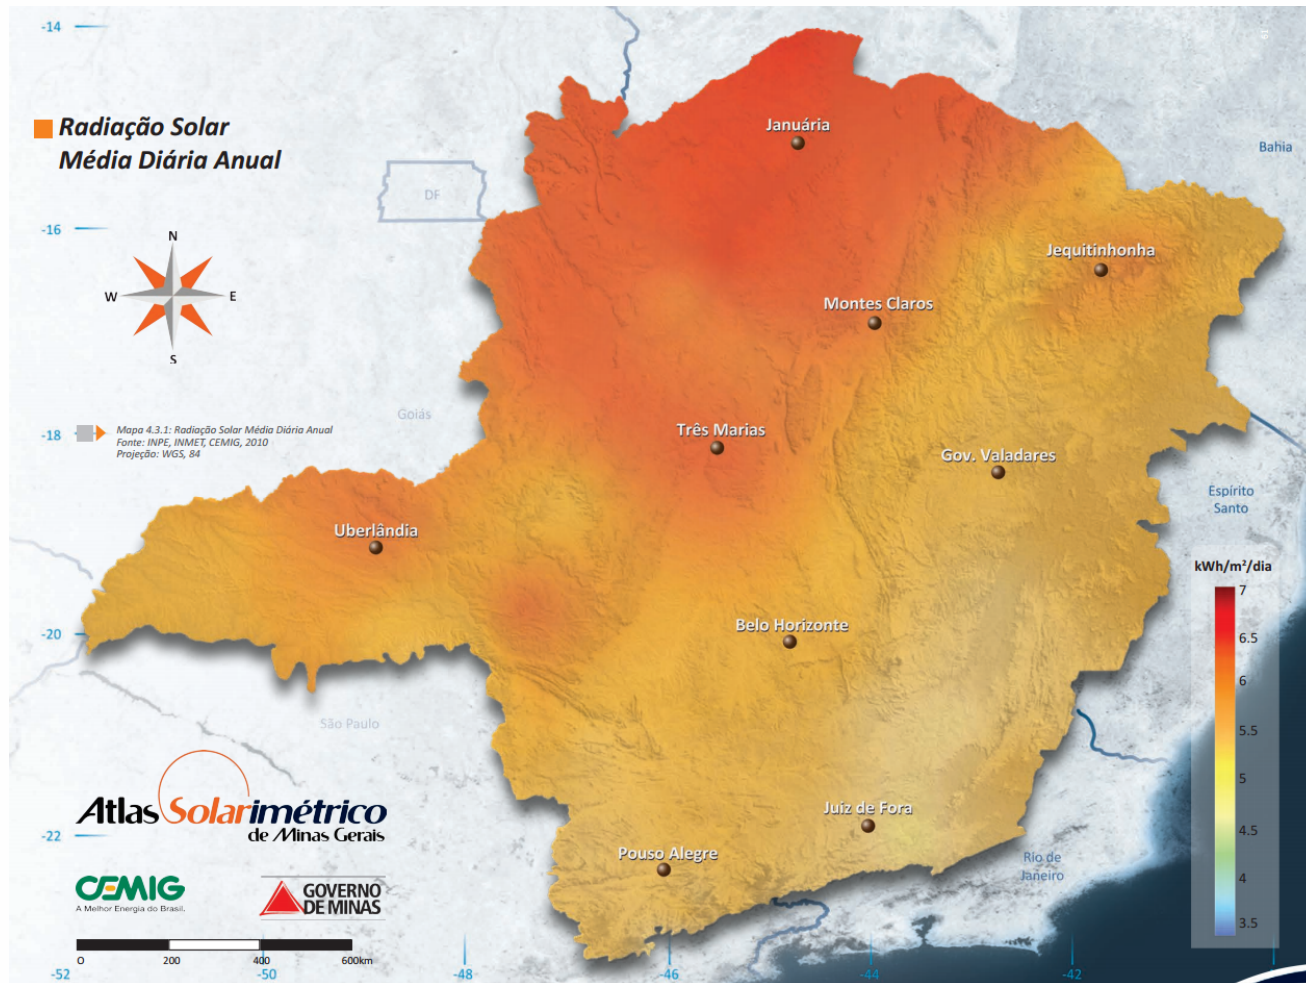 -14
Radiação Solar
Média Diária Anual
Januária
Bahia
DF
-16
N
W
E
S
Jequitinhonha
Montes Claros
Goiás
-18
Mapa 4.3.1: Radiação Solar Média Diária Anual
Fonte: INPE, INMET, CEMIG, 2010
Projeção: WGS, 84
Três Marias
Gov. Valadares
Espírito
Santo
Uberlândia
kWh/m²/dia
7
6.5
6
5.5
5
4.5
4
3.5
-20
Belo Horizonte
São Paulo
Atlas Solarimétrico
de Minas Gerais
-22
Juiz de Fora
Pouso Alegre
Rio de
Janeiro
CEMIG
A Melhor Energia do Brasil.
GOVERNO
DE MINAS
0 200 400 600km
-52 -50 -48 -46 -44 -42